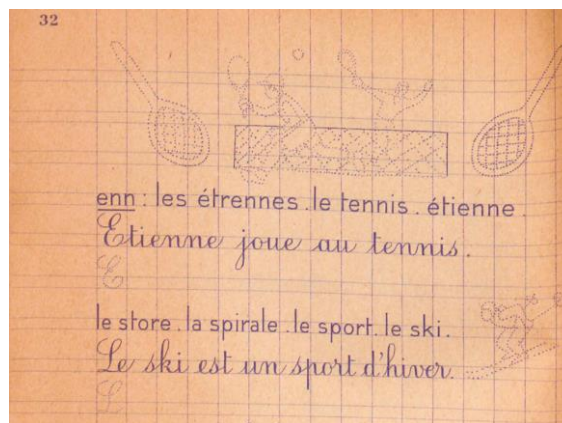 32
enn : les étrennes . le tennis . étienne .
Etienne joue au tennis .
E
le store . la spirale . le sport . le ski .
Le ski est un sport d'hiver .
L